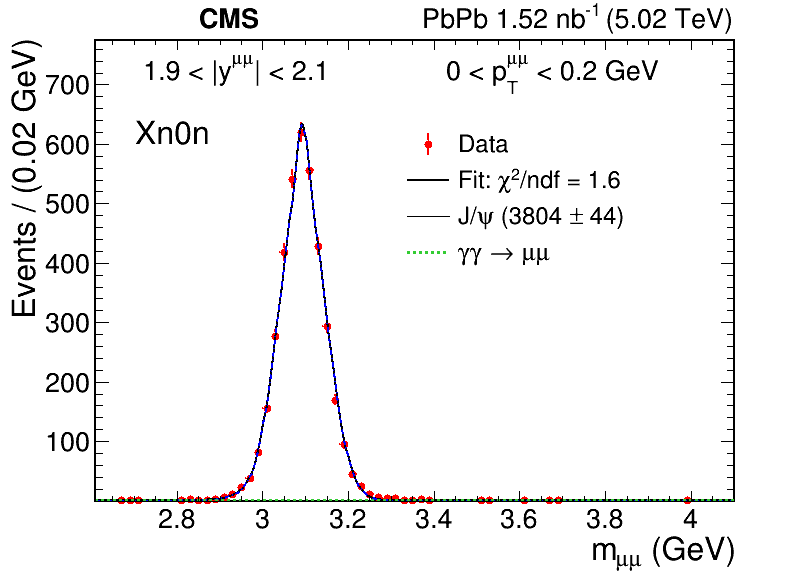 CMS PbPb 1.52 nb⁻¹ (5.02 TeV)
1.9 < |y^μμ| < 2.1 0 < p_T^μμ < 0.2 GeV
Xn0n
Data
Fit: χ²/ndf = 1.6
J/ψ (3804 ± 44)
γγ → μμ
Events / (0.02 GeV)
700
600
500
400
300
200
100
2.8 3 3.2 3.4 3.6 3.8 4
m_μμ (GeV)